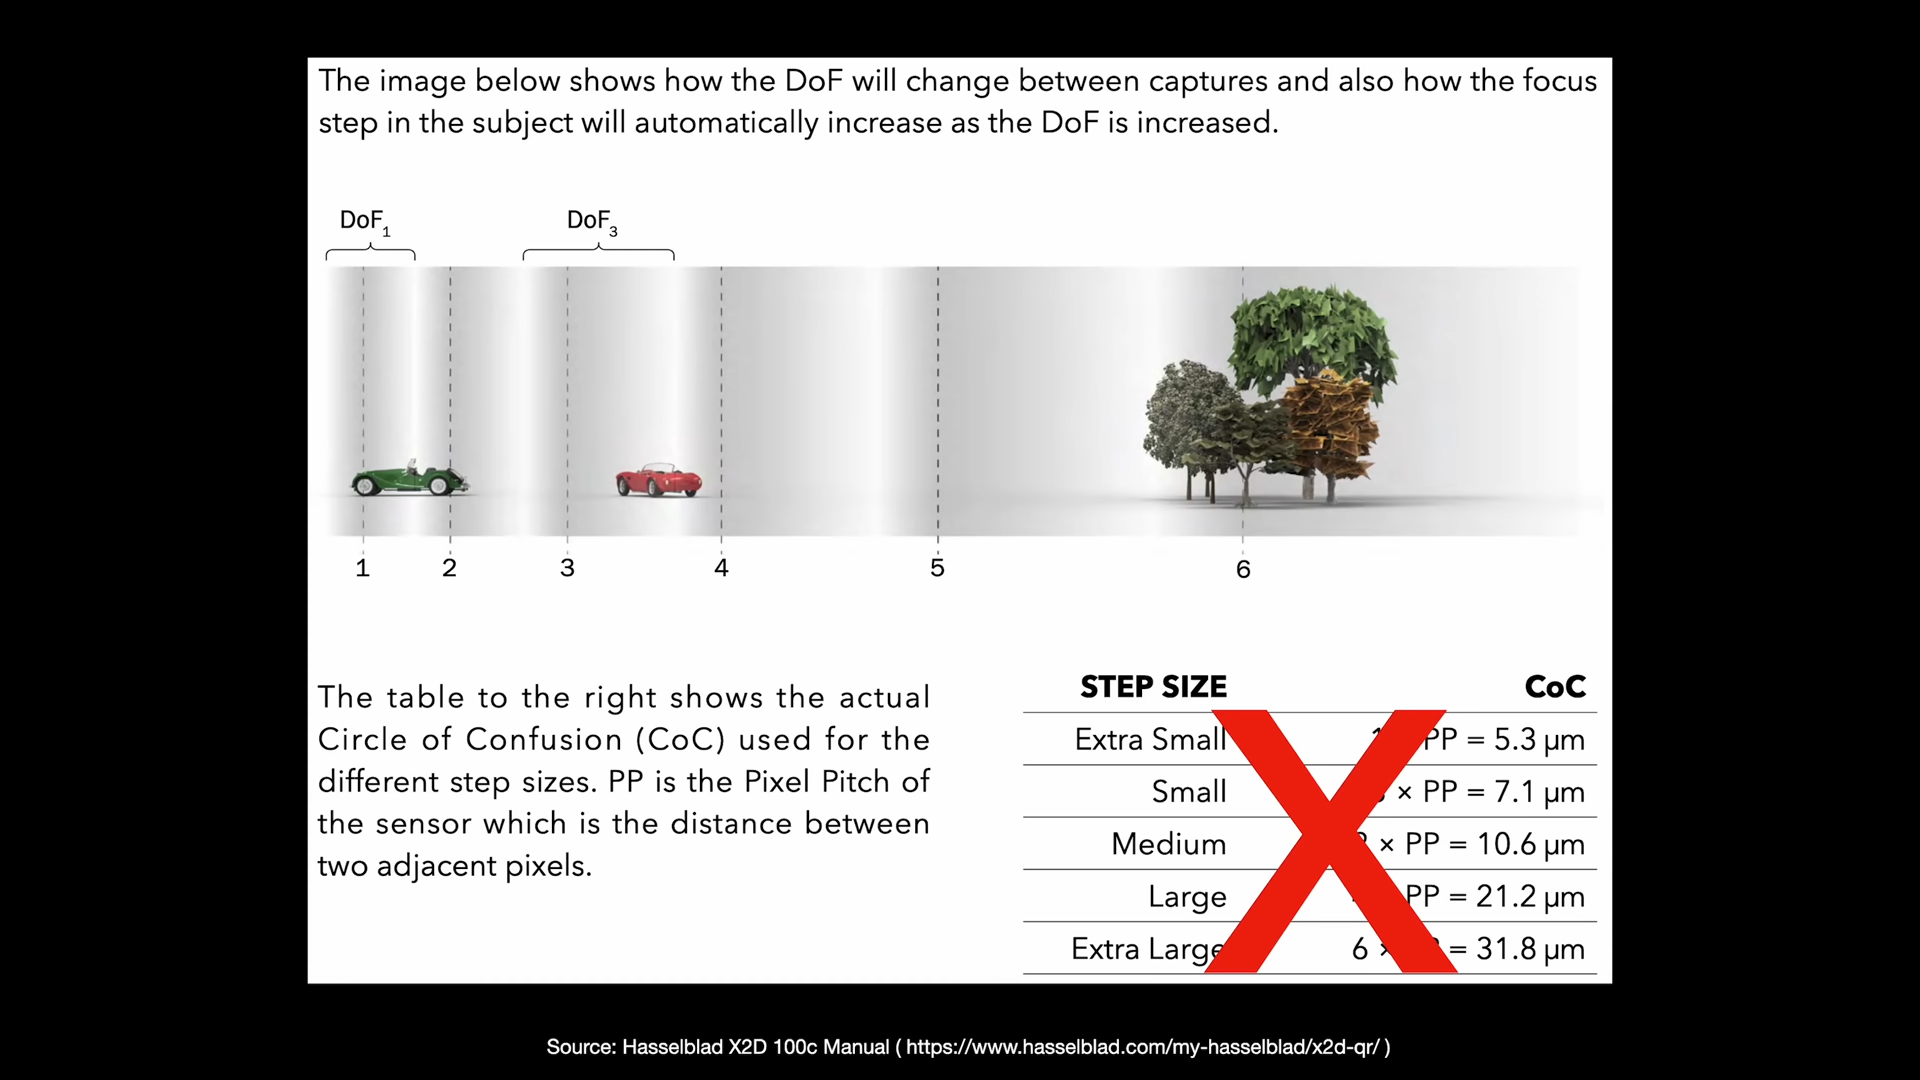 The image below shows how the DoF will change between captures and also how the focus
step in the subject will automatically increase as the DoF is increased.
DoF1 DoF3
1 2 3 4 5 6
The table to the right shows the actual
Circle of Confusion (CoC) used for the
different step sizes. PP is the Pixel Pitch of
the sensor which is the distance between
two adjacent pixels.
STEP SIZE CoC
Extra Small PP = 5.3 µm
Small × PP = 7.1 µm
Medium × PP = 10.6 µm
Large PP = 21.2 µm
Extra Large 6 × = 31.8 µm
Source: Hasselblad X2D 100c Manual ( https://www.hasselblad.com/my-hasselblad/x2d-qr/ )